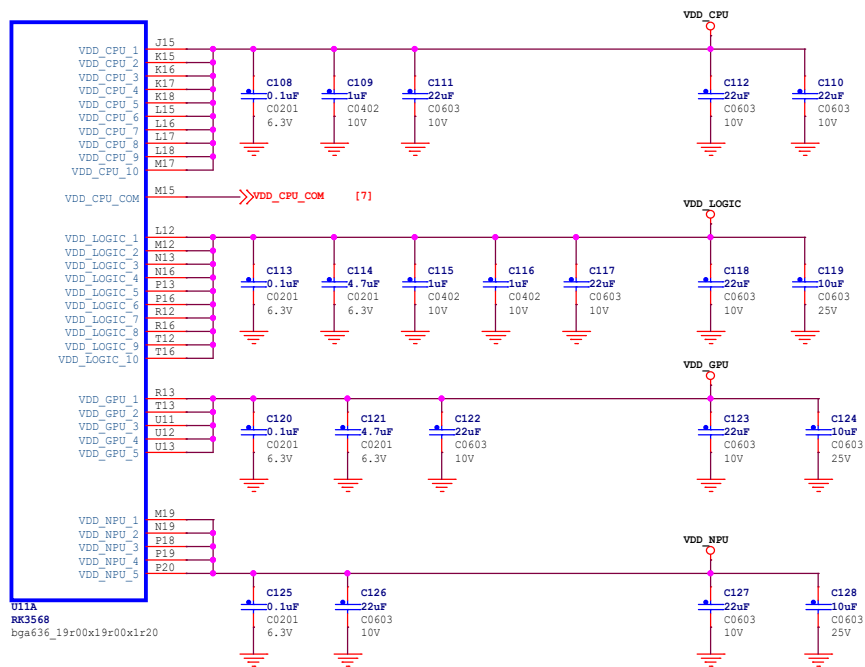 VDD_CPU
VDD_CPU_1 J15
VDD_CPU_2 K15
VDD_CPU_3 K16
VDD_CPU_4 K17
VDD_CPU_5 K18
VDD_CPU_6 L15
VDD_CPU_7 L16
VDD_CPU_8 L17
VDD_CPU_9 L18
VDD_CPU_10 M17
C108 C109 C111 C112 C110
0.1uF 1uF 22uF 22uF 22uF
C0201 C0402 C0603 C0603 C0603
6.3V 10V 10V 10V 10V
VDD_CPU_COM M15 VDD_CPU_COM [7]
VDD_LOGIC
VDD_LOGIC_1 L12
VDD_LOGIC_2 M12
VDD_LOGIC_3 N13
VDD_LOGIC_4 N16
VDD_LOGIC_5 P13
VDD_LOGIC_6 P16
VDD_LOGIC_7 R12
VDD_LOGIC_8 R16
VDD_LOGIC_9 T12
VDD_LOGIC_10 T16
C113 C114 C115 C116 C117 C118 C119
0.1uF 4.7uF 1uF 1uF 22uF 22uF 10uF
C0201 C0201 C0402 C0402 C0603 C0603 C0603
6.3V 6.3V 10V 10V 10V 10V 25V
VDD_GPU
VDD_GPU_1 R13
VDD_GPU_2 T13
VDD_GPU_3 U11
VDD_GPU_4 U12
VDD_GPU_5 U13
C120 C121 C122 C123 C124
0.1uF 4.7uF 22uF 22uF 10uF
C0201 C0201 C0603 C0603 C0603
6.3V 6.3V 10V 10V 25V
VDD_NPU_1 M19
VDD_NPU_2 N19
VDD_NPU_3 P18
VDD_NPU_4 P19
VDD_NPU_5 P20
VDD_NPU
C125 C126 C127 C128
0.1uF 22uF 22uF 10uF
C0201 C0603 C0603 C0603
6.3V 10V 10V 25V
U11A
RK3568
bga636_19r00x19r00x1r20